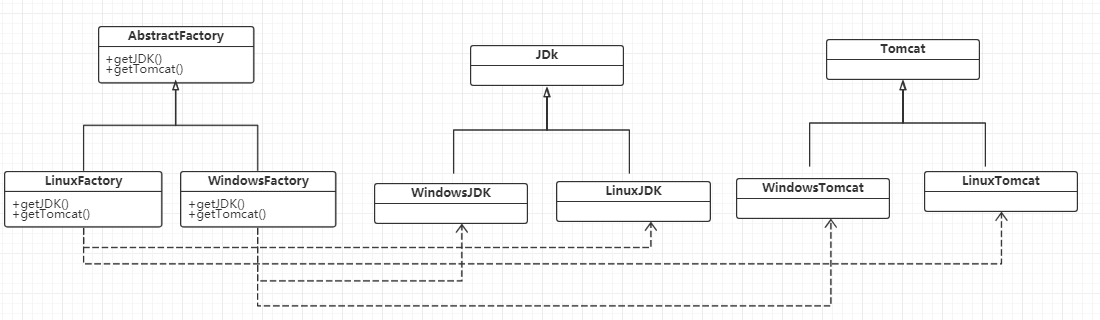 AbstractFactory
+getJDK()
+getTomcat()
JDk
Tomcat
LinuxFactory
+getJDK()
+getTomcat()
WindowsFactory
+getJDK()
+getTomcat()
WindowsJDK
LinuxJDK
WindowsTomcat
LinuxTomcat